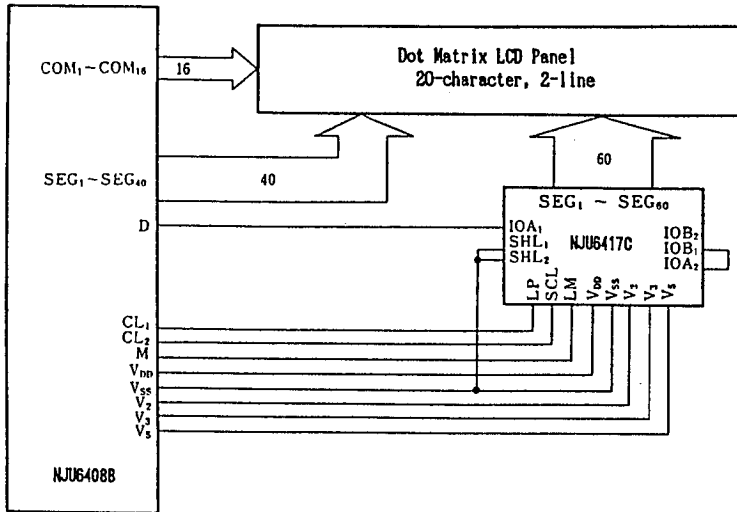 Dot Matrix LCD Panel
20-character, 2-line
COM₁~COM₁₆
16
SEG₁~SEG₄₀
40
60
D
SEG₁ ~ SEG₆₀
IOA₁
SHL₁
SHL₂
NJU6417C
IOB₂
IOB₁
IOA₂
LP
SCL
LM
V_DD
V_SS
V₂
V₃
V₅
CL₁
CL₂
M
V_DD
V_SS
V₂
V₃
V₅
NJU6408B